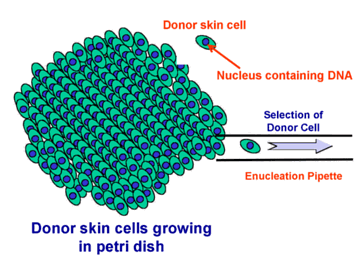 Donor skin cell
Nucleus containing DNA
Selection of
Donor Cell
Enucleation Pipette
Donor skin cells growing
in petri dish